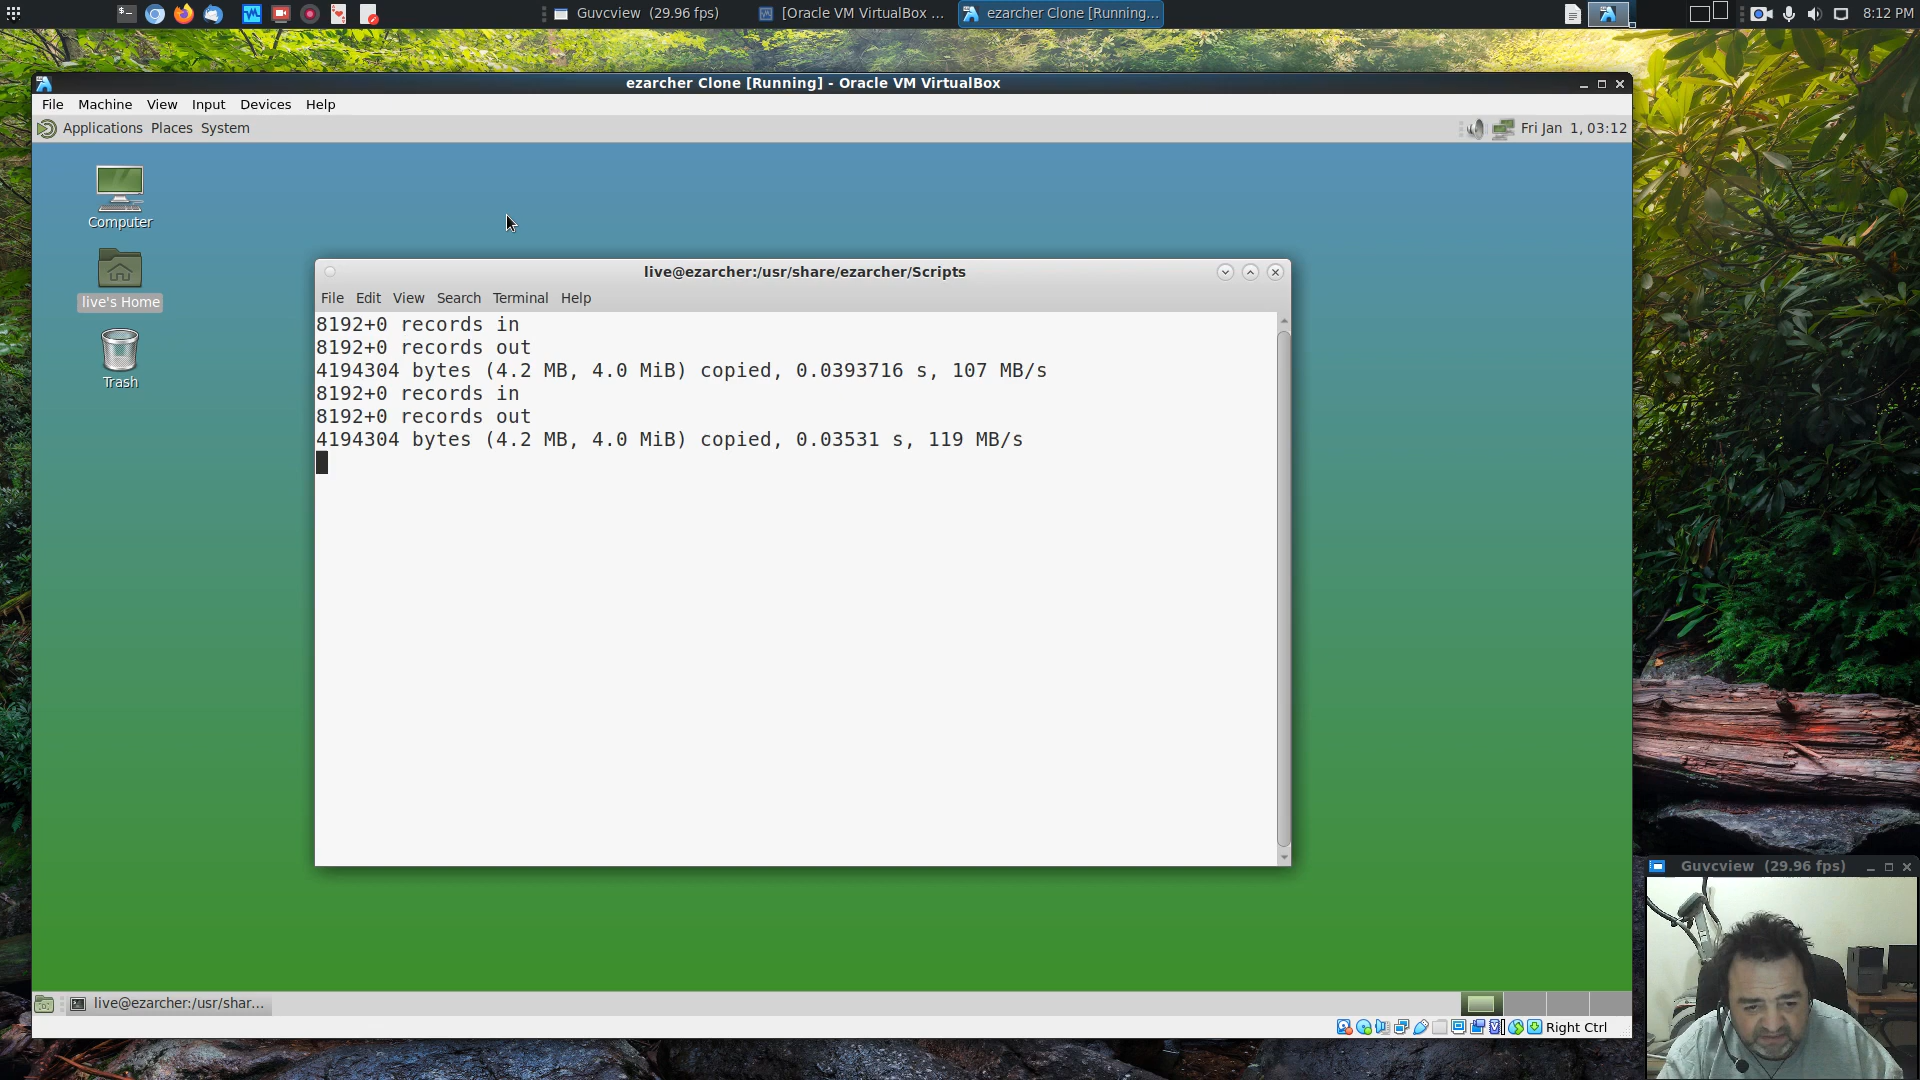 Guvcview (29.96 fps)
[Oracle VM VirtualBox ...
ezarcher Clone [Running...
8:12 PM
ezarcher Clone [Running] - Oracle VM VirtualBox
File Machine View Input Devices Help
Applications Places System
Fri Jan 1, 03:12
Computer
live's Home
Trash
live@ezarcher:/usr/share/ezarcher/Scripts
File Edit View Search Terminal Help
8192+0 records in
8192+0 records out
4194304 bytes (4.2 MB, 4.0 MiB) copied, 0.0393716 s, 107 MB/s
8192+0 records in
8192+0 records out
4194304 bytes (4.2 MB, 4.0 MiB) copied, 0.03531 s, 119 MB/s
Guvcview (29.96 fps)
live@ezarcher:/usr/shar...
Right Ctrl